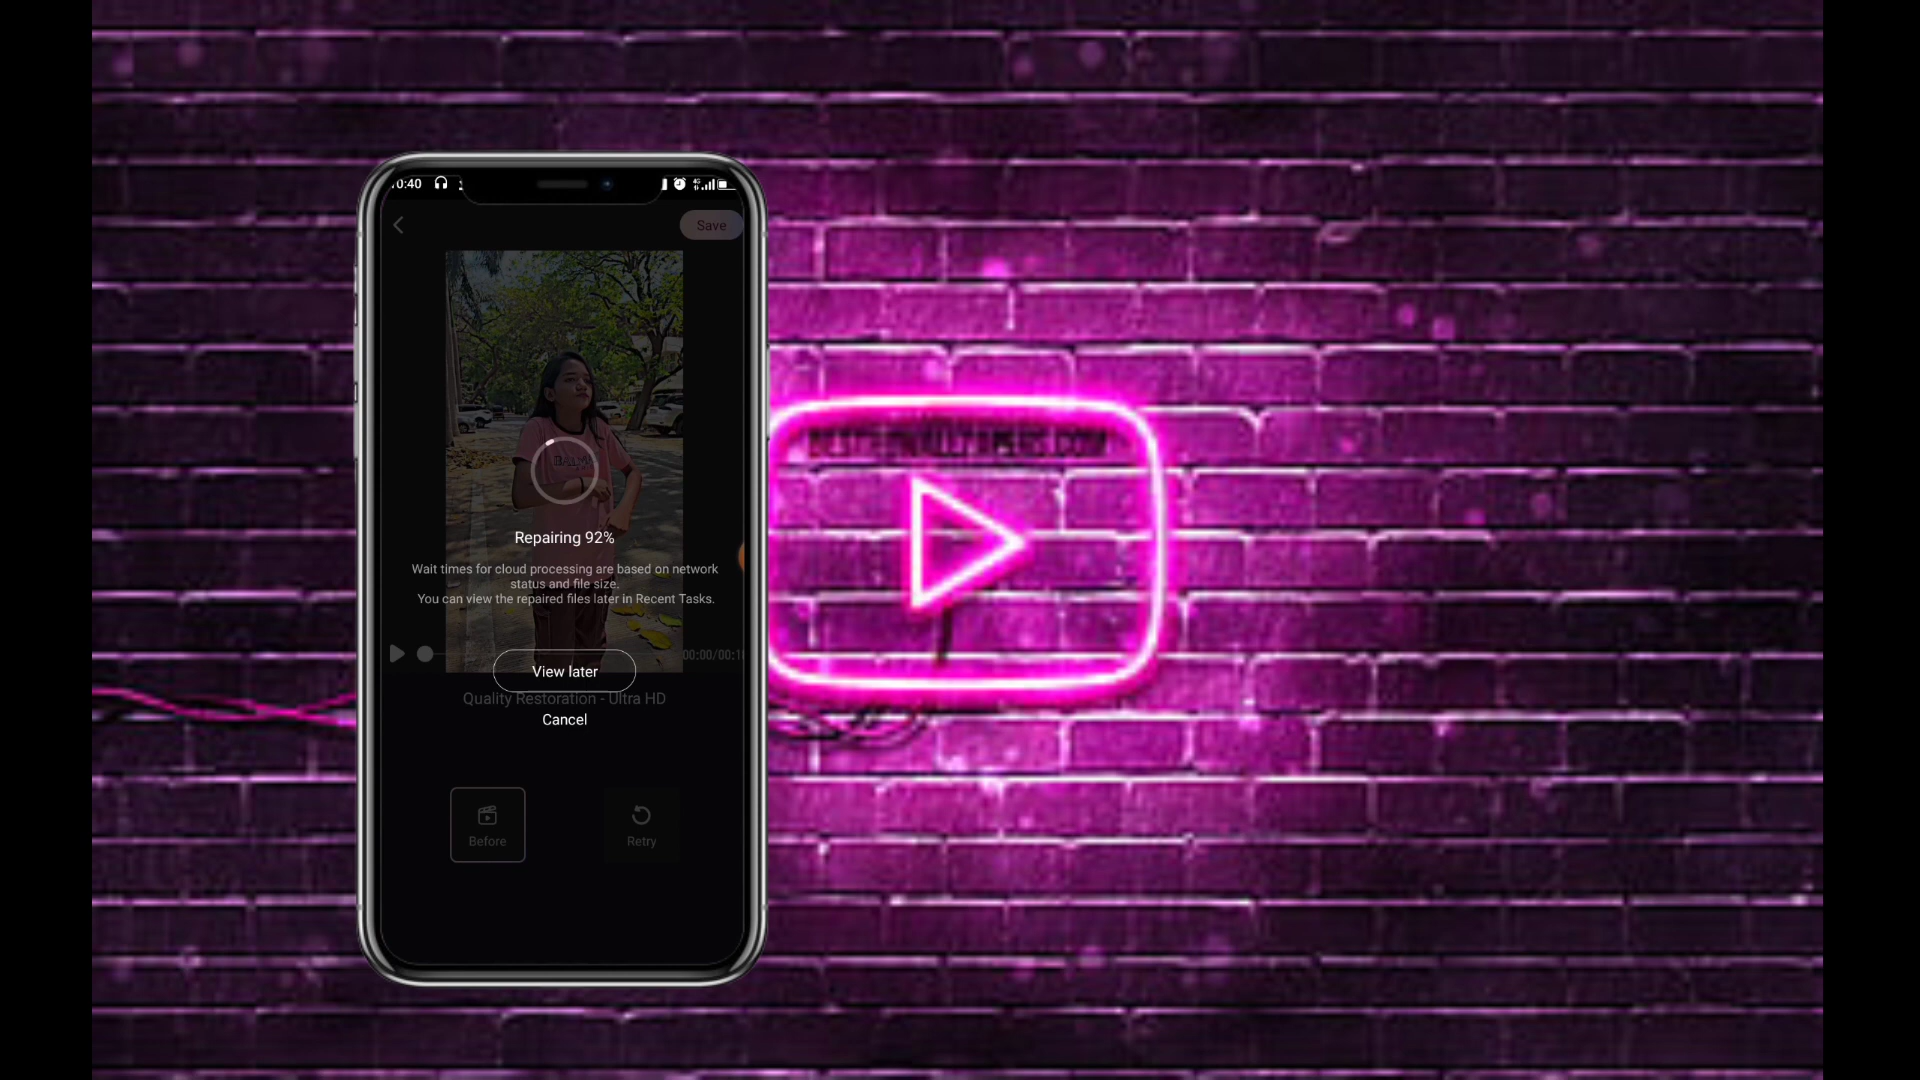 0:40
Save
BALM
Repairing 92%
Wait times for cloud processing are based on network
status and file size.
You can view the repaired files later in Recent Tasks.
00:00/00:1
View later
Quality Restoration - Ultra HD
Cancel
Before
Retry